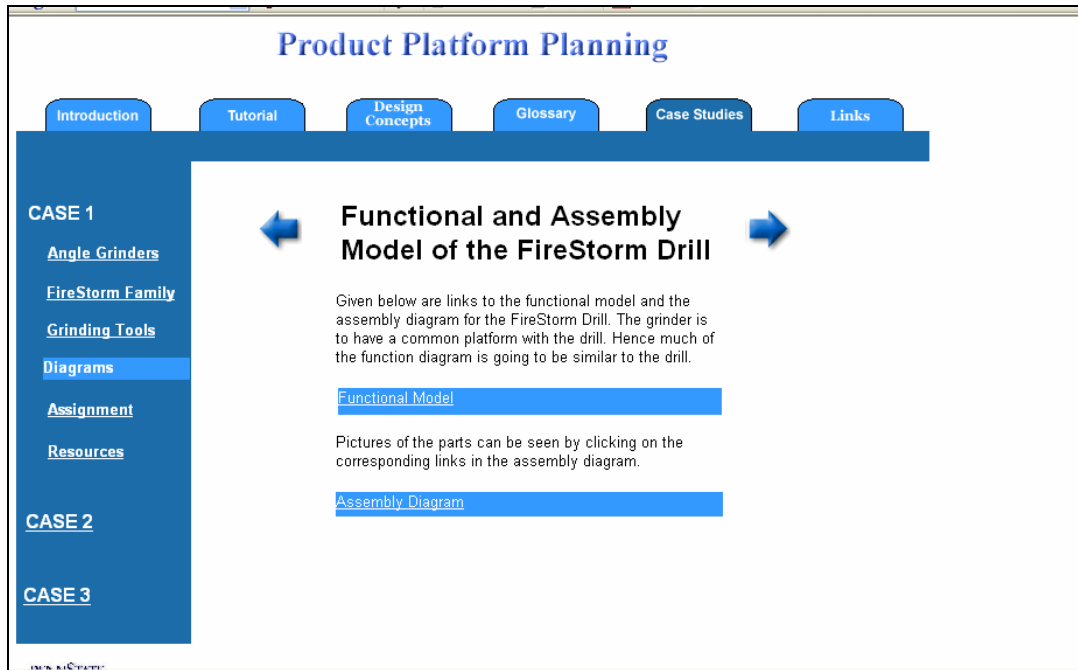 Product Platform Planning
Introduction
Tutorial
Design
Concepts
Glossary
Case Studies
Links
CASE 1
Angle Grinders
FireStorm Family
Grinding Tools
Diagrams
Assignment
Resources
CASE 2
CASE 3
Functional and Assembly
Model of the FireStorm Drill
Given below are links to the functional model and the
assembly diagram for the FireStorm Drill. The grinder is
to have a common platform with the drill. Hence much of
the function diagram is going to be similar to the drill.
Functional Model
Pictures of the parts can be seen by clicking on the
corresponding links in the assembly diagram.
Assembly Diagram